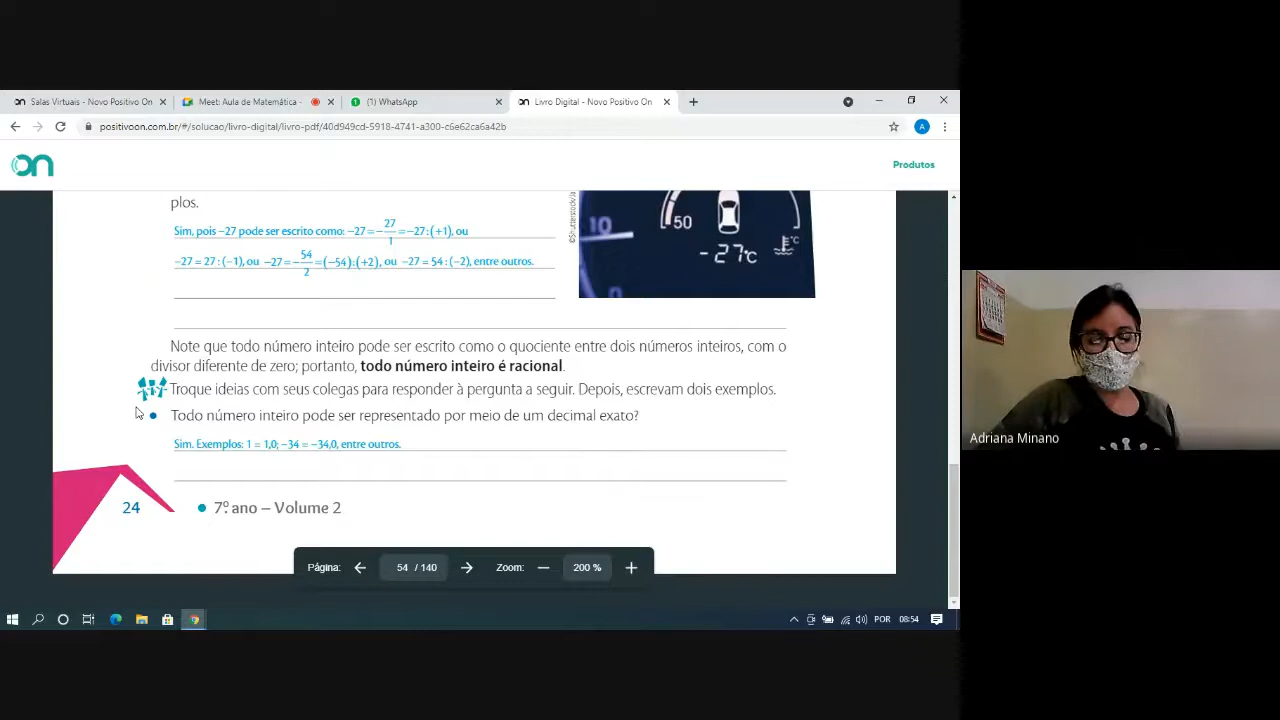 Salas Virtuais - Novo Positivo On
Meet: Aula de Matemática -
(1) WhatsApp
Livro Digital - Novo Positivo On
positivoon.com.br/#/solucao/livro-digital/livro-pdf/40d949cd-5918-4741-a300-c6e62ca6a42b
A
on
Produtos
plos.
Sim, pois −27 pode ser escrito como: −27 = −27/1 = −27 : (+1), ou
−27 = 27 : (−1), ou −27 = −54/2 = (−54) : (+2), ou −27 = 54 : (−2), entre outros.
10
50
-27°C
°C
0
Note que todo número inteiro pode ser escrito como o quociente entre dois números inteiros, com o
divisor diferente de zero; portanto, todo número inteiro é racional.
Troque ideias com seus colegas para responder à pergunta a seguir. Depois, escrevam dois exemplos.
• Todo número inteiro pode ser representado por meio de um decimal exato?
Sim. Exemplos: 1 = 1,0; −34 = −34,0, entre outros.
24 • 7º. ano – Volume 2
Página: 54 / 140 Zoom: 200 %
POR 08:54
Adriana Minano